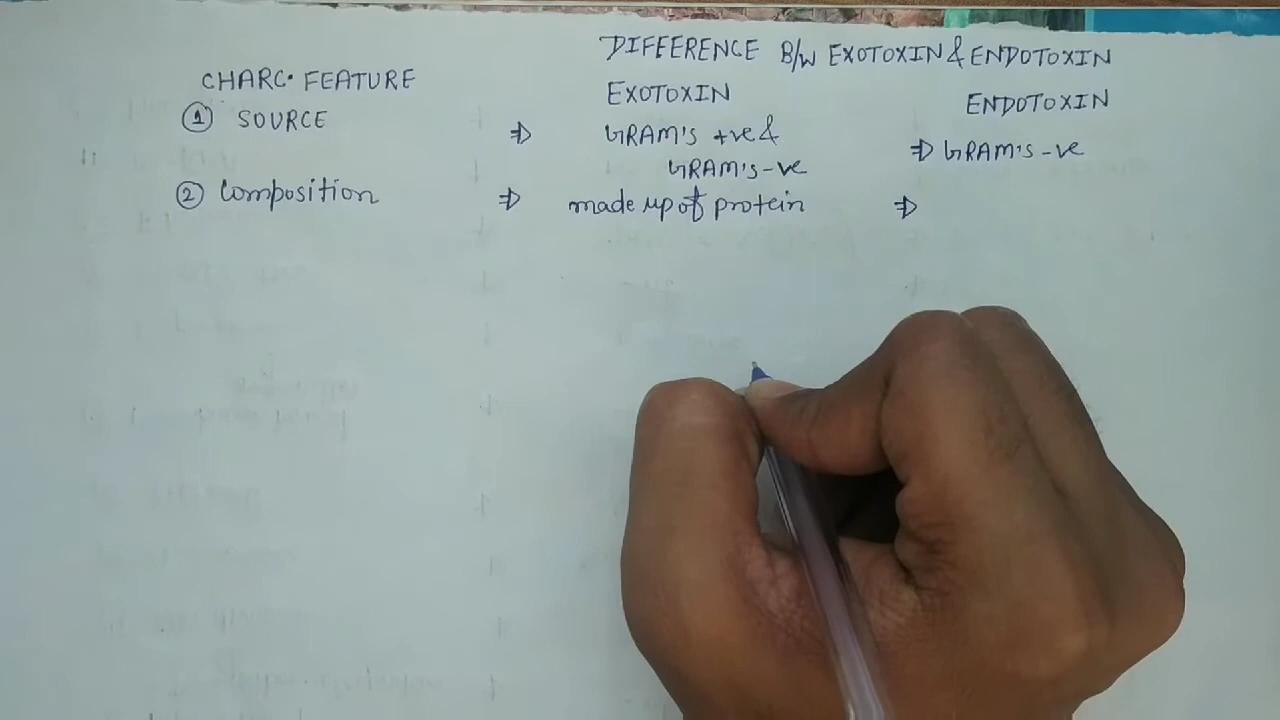 DIFFERENCE B/W EXOTOXIN & ENDOTOXIN
CHARC. FEATURE EXOTOXIN ENDOTOXIN
① SOURCE ⇒ GRAM'S +ve & ⇒ GRAM'S -ve
GRAM'S -ve
② Composition ⇒ made up of protein ⇒